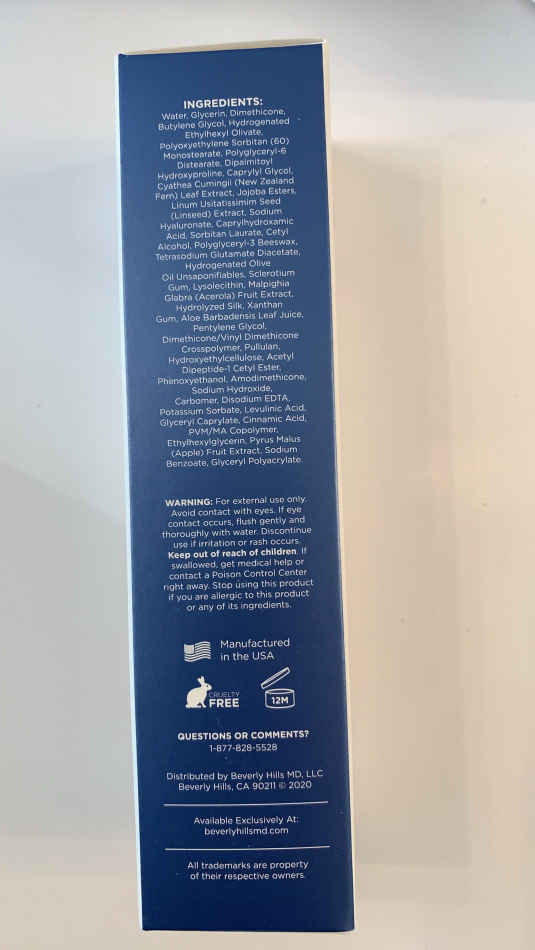 INGREDIENTS:
Water, Glycerin, Dimethicone,
Butylene Glycol, Hydrogenated
Ethylhexyl Olivate,
Polyoxyethylene Sorbitan (60)
Monostearate, Polyglyceryl-6
Distearate, Dipalmitoyl
Hydroxyproline, Caprylyl Glycol,
Cyathea Cumingii (New Zealand
Fern) Leaf Extract, Jojoba Esters,
Linum Usitatissimim Seed
(Linseed) Extract, Sodium
Hyaluronate, Caprylhydroxamic
Acid, Sorbitan Laurate, Cetyl
Alcohol, Polyglyceryl-3 Beeswax,
Tetrasodium Glutamate Diacetate,
Hydrogenated Olive
Oil Unsaponifiables, Sclerotium
Gum, Lysolecithin, Malpighia
Glabra (Acerola) Fruit Extract,
Hydrolyzed Silk, Xanthan
Gum, Aloe Barbadensis Leaf Juice,
Pentylene Glycol,
Dimethicone/Vinyl Dimethicone
Crosspolymer, Pullulan,
Hydroxyethylcellulose, Acetyl
Dipeptide-1 Cetyl Ester,
Phenoxyethanol, Amodimethicone,
Sodium Hydroxide,
Carbomer, Disodium EDTA,
Potassium Sorbate, Levulinic Acid,
Glyceryl Caprylate, Cinnamic Acid,
PVM/MA Copolymer,
Ethylhexylglycerin, Pyrus Malus
(Apple) Fruit Extract, Sodium
Benzoate, Glyceryl Polyacrylate
WARNING: For external use only.
Avoid contact with eyes. If eye
contact occurs, flush gently and
thoroughly with water. Discontinue
use if irritation or rash occurs.
Keep out of reach of children. If
swallowed, get medical help or
contact a Poison Control Center
right away. Stop using this product
if you are allergic to this product
or any of its ingredients.
Manufactured
in the USA
CRUELTY
FREE
12M
QUESTIONS OR COMMENTS?
1-877-828-5528
Distributed by Beverly Hills MD, LLC
Beverly Hills, CA 90211 © 2020
Available Exclusively At:
beverlyhillsmd.com
All trademarks are property
of their respective owners.